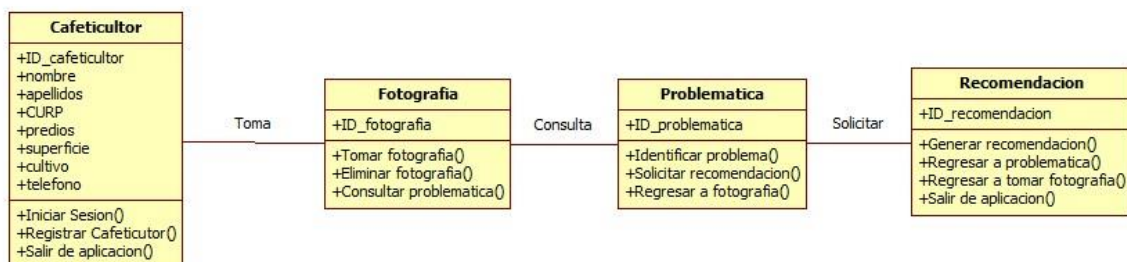 Cafeticultor
+ID_cafeticultor
+nombre
+apellidos
+CURP
+predios
+superficie
+cultivo
+telefono
+Iniciar Sesion()
+Registrar Cafeticutor()
+Salir de aplicacion()
Toma
Fotografia
+ID_fotografia
+Tomar fotografia()
+Eliminar fotografia()
+Consultar problematica()
Consulta
Problematica
+ID_problematica
+Identificar problema()
+Solicitar recomendacion()
+Regresar a fotografia()
Solicitar
Recomendacion
+ID_recomendacion
+Generar recomendacion()
+Regresar a problematica()
+Regresar a tomar fotografia()
+Salir de aplicacion()